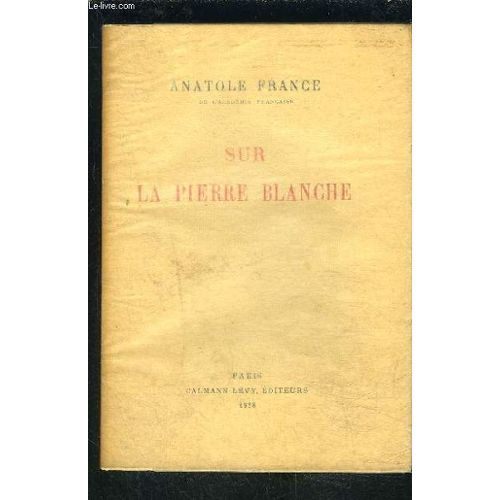 Le-livre.com
ANATOLE FRANCE
DE L'ACADÉMIE FRANÇAISE
SUR
LA PIERRE BLANCHE
PARIS
CALMANN-LÉVY, ÉDITEURS